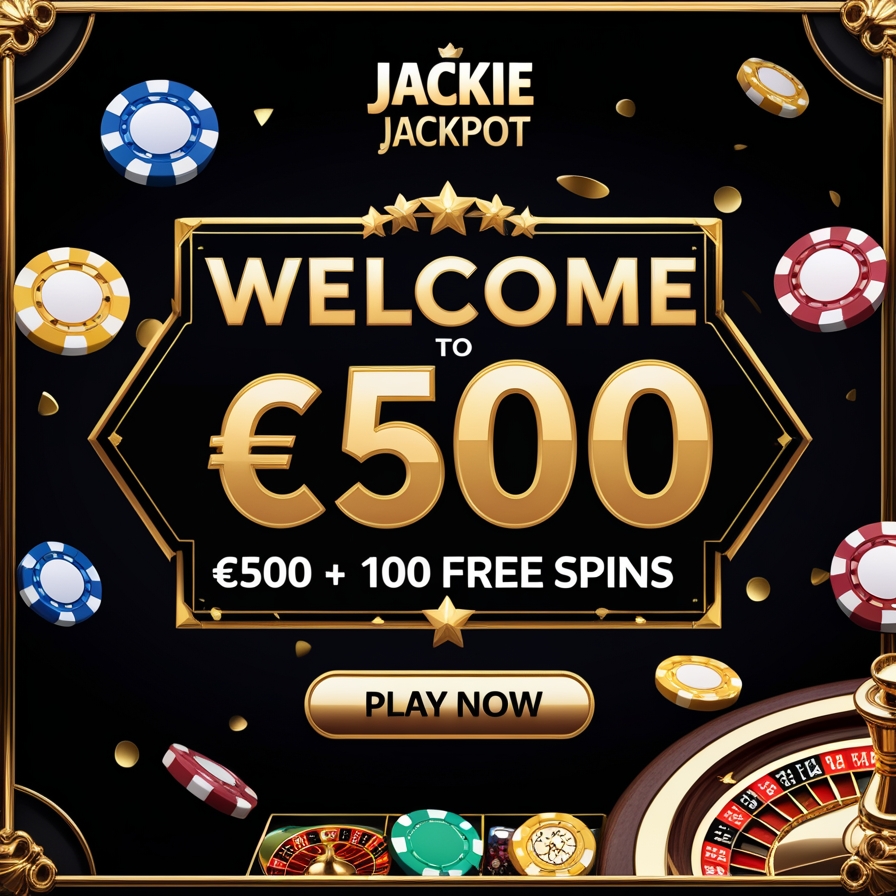 JACKIE
JACKPOT
WELCOME
TO
€500
€500 + 100 FREE SPINS
PLAY NOW